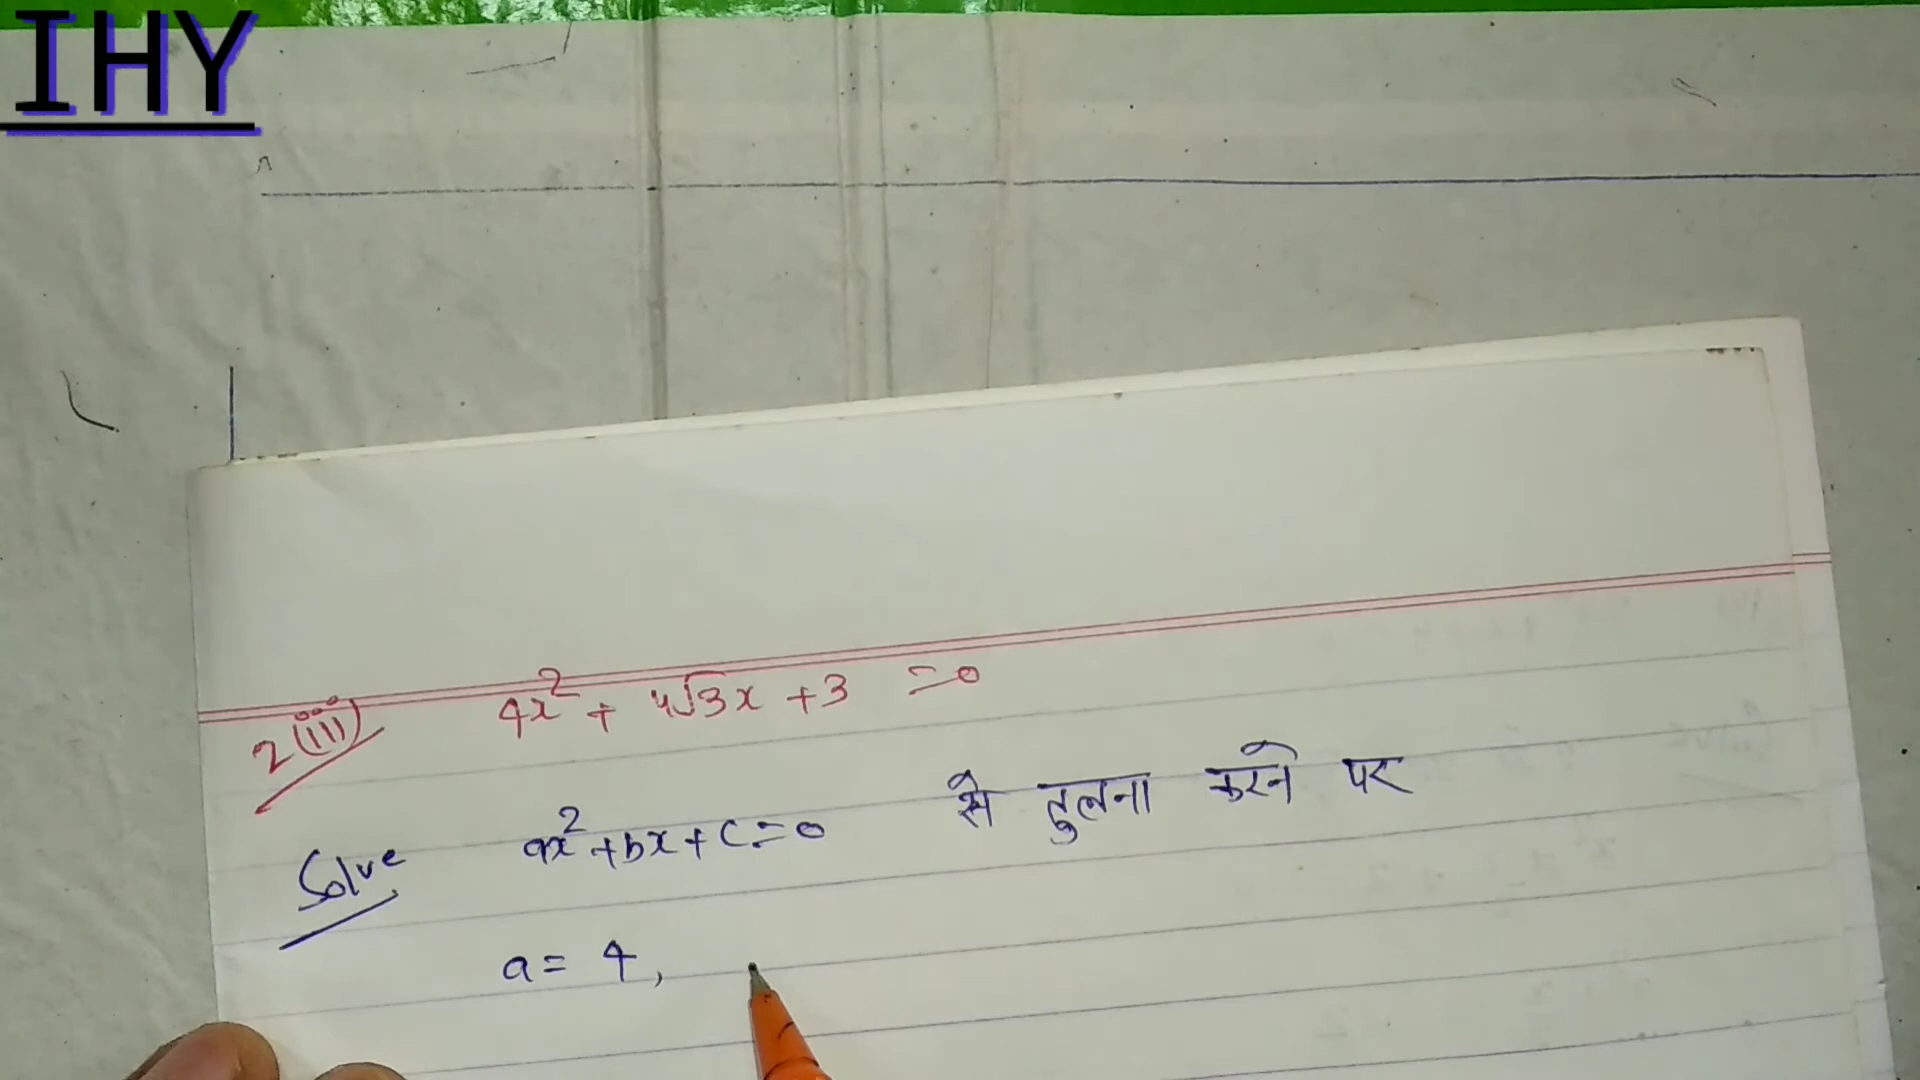 IHY
2(iii) 4x² + 4√3x + 3 = 0
Solve ax² + bx + c = 0 से तुलना करने पर
a = 4,